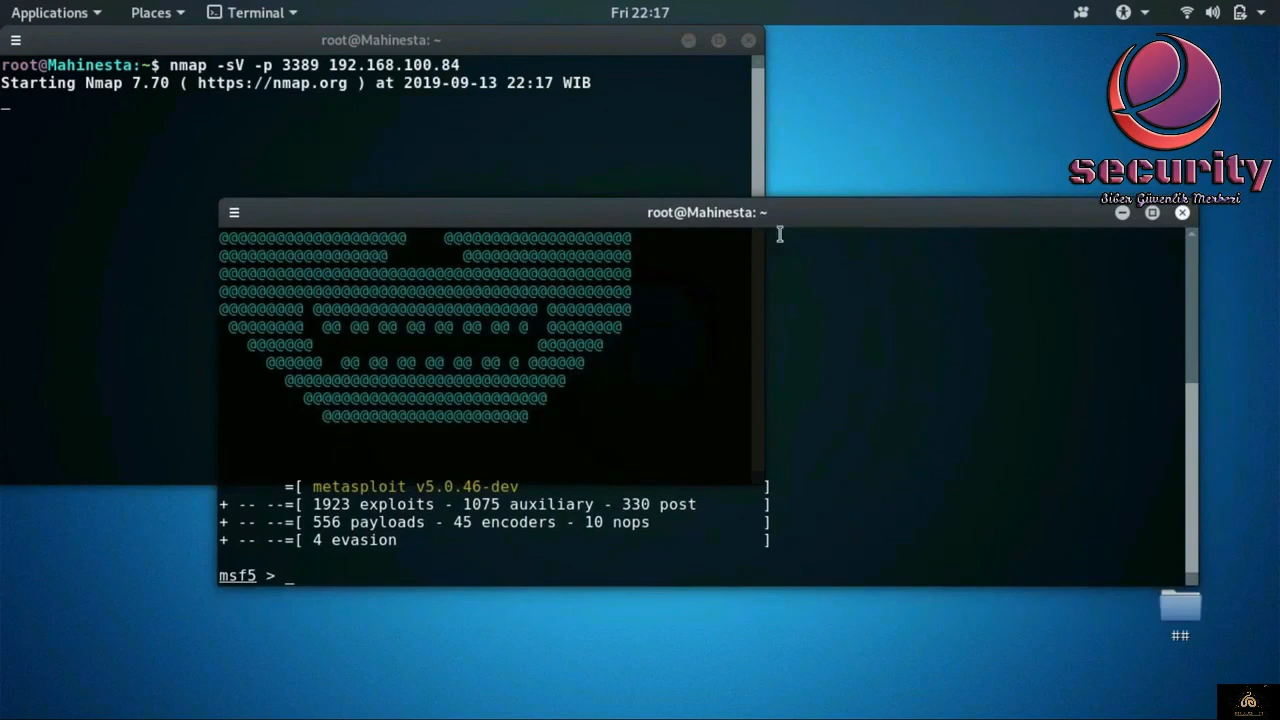 Applications
Places
Terminal
Fri 22:17
root@Mahinesta: ~
root@Mahinesta:~$ nmap -sV -p 3389 192.168.100.84
Starting Nmap 7.70 ( https://nmap.org ) at 2019-09-13 22:17 WIB
_
security
Siber Güvenlik Merkezi
root@Mahinesta: ~
@@@@@@@@@@@@@@@@@@@@    @@@@@@@@@@@@@@@@@@@@
@@@@@@@@@@@@@@@@@@        @@@@@@@@@@@@@@@@@@
@@@@@@@@@@@@@@@@@@@@@@@@@@@@@@@@@@@@@@@@@@@@
@@@@@@@@@@@@@@@@@@@@@@@@@@@@@@@@@@@@@@@@@@@@
@@@@@@@@@ @@@@@@@@@@@@@@@@@@@@@@@@ @@@@@@@@@
@@@@@@@@  @@ @@ @@ @@ @@ @@ @@ @  @@@@@@@@
@@@@@@@                        @@@@@@@
@@@@@@  @@ @@ @@ @@ @@ @@ @ @@@@@@
@@@@@@@@@@@@@@@@@@@@@@@@@@@@@@
@@@@@@@@@@@@@@@@@@@@@@@@@@
@@@@@@@@@@@@@@@@@@@@@@
=[ metasploit v5.0.46-dev ]
+ -- --=[ 1923 exploits - 1075 auxiliary - 330 post ]
+ -- --=[ 556 payloads - 45 encoders - 10 nops ]
+ -- --=[ 4 evasion ]
msf5 > _
##